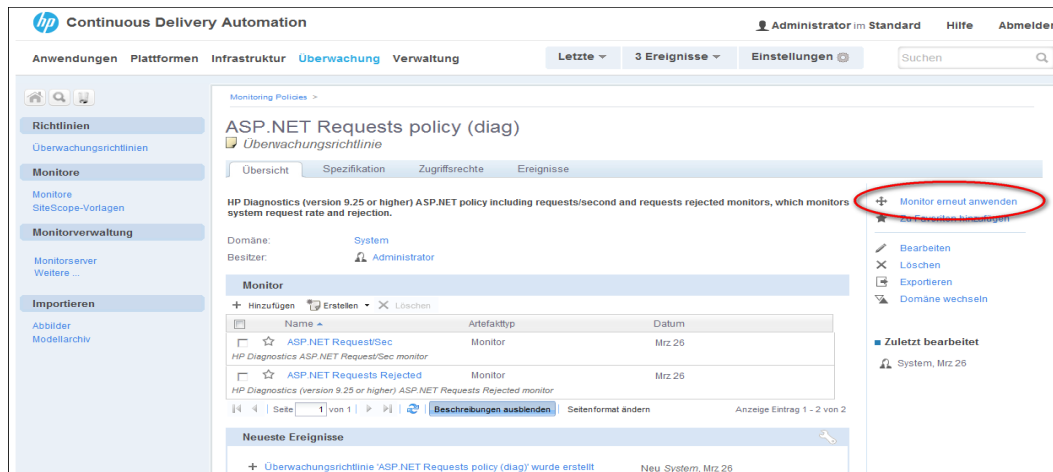 hp Continuous Delivery Automation
Administrator im Standard Hilfe Abmelden
Anwendungen Plattformen Infrastruktur Überwachung Verwaltung Letzte 3 Ereignisse Einstellungen Suchen
Monitoring Policies >
Richtlinien
Überwachungsrichtlinien
Monitore
Monitore
SiteScope-Vorlagen
Monitorverwaltung
Monitorserver
Weitere ...
Importieren
Abbilder
Modellarchiv
ASP.NET Requests policy (diag)
Überwachungsrichtlinie
Übersicht Spezifikation Zugriffsrechte Ereignisse
HP Diagnostics (version 9.25 or higher) ASP.NET policy including requests/second and requests rejected monitors, which monitors
system request rate and rejection.
Domäne: System
Besitzer: Administrator
Monitor
Hinzufügen Erstellen Löschen
Name Artefakttyp Datum
ASP.NET Request/Sec Monitor Mrz 26
HP Diagnostics ASP.NET Request/Sec monitor
ASP.NET Requests Rejected Monitor Mrz 26
HP Diagnostics (version 9.25 or higher) ASP.NET Requests Rejected monitor
Seite 1 von 1 Beschreibungen ausblenden Seitenformat ändern Anzeige Eintrag 1 - 2 von 2
Neueste Ereignisse
Überwachungsrichtlinie 'ASP.NET Requests policy (diag)' wurde erstellt Neu System, Mrz 26
Monitor erneut anwenden
Zu Favoriten hinzufügen
Bearbeiten
Löschen
Exportieren
Domäne wechseln
Zuletzt bearbeitet
System, Mrz 26